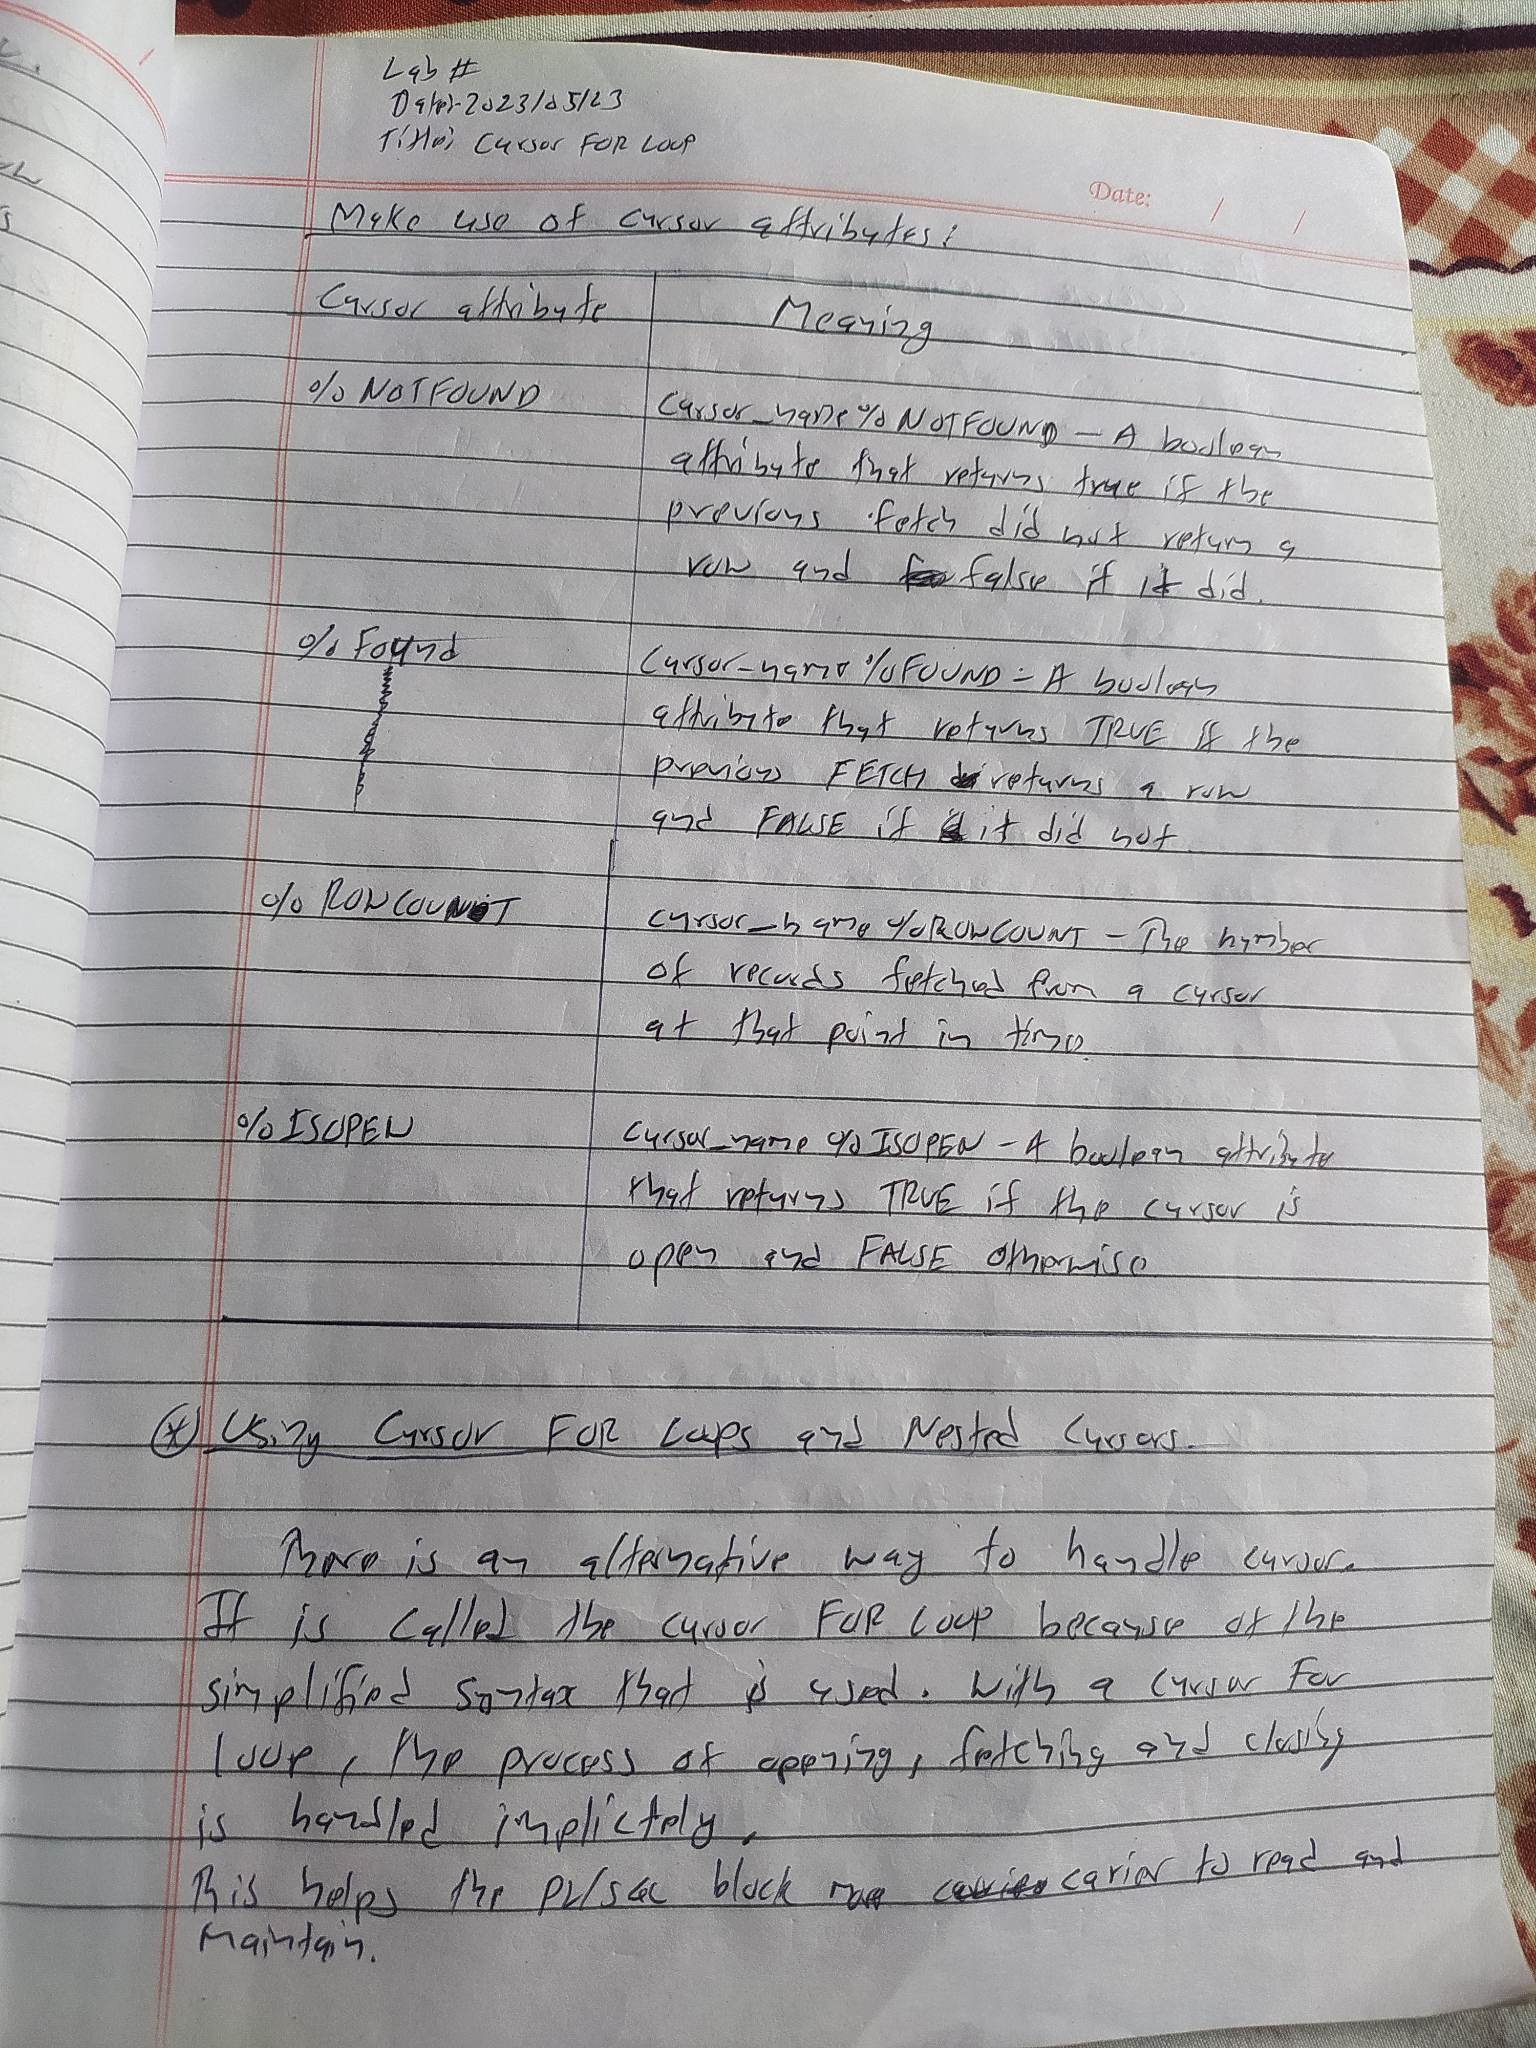 Lab #
Date:- 2023/05/23
Title: Cursor FOR LOOP
Date: / /
Make use of cursor attributes:
Cursor attribute Meaning
% NOTFOUND cursor_name % NOTFOUND - A boolean
attribute that returns true if the
previous fetch did not return a
row and false if it did.
% Found cursor_name % FOUND - A boolean
attribute that returns TRUE if the
previous FETCH returns a row
and FALSE if it did not.
% ROWCOUNT cursor_name % ROWCOUNT - The number
of records fetched from a cursor
at that point in time.
% ISOPEN cursor_name % ISOPEN - A boolean attribute
that returns TRUE if the cursor is
open and FALSE otherwise
* Using Cursor FOR Loops and Nested Cursors.
There is an alternative way to handle cursor.
It is called the cursor FOR LOOP because of the
simplified syntax that is used. With a cursor For
loop, the process of opening, fetching and closing
is handled implictely.
This helps the PL/SQL block carier to read and
maintain.